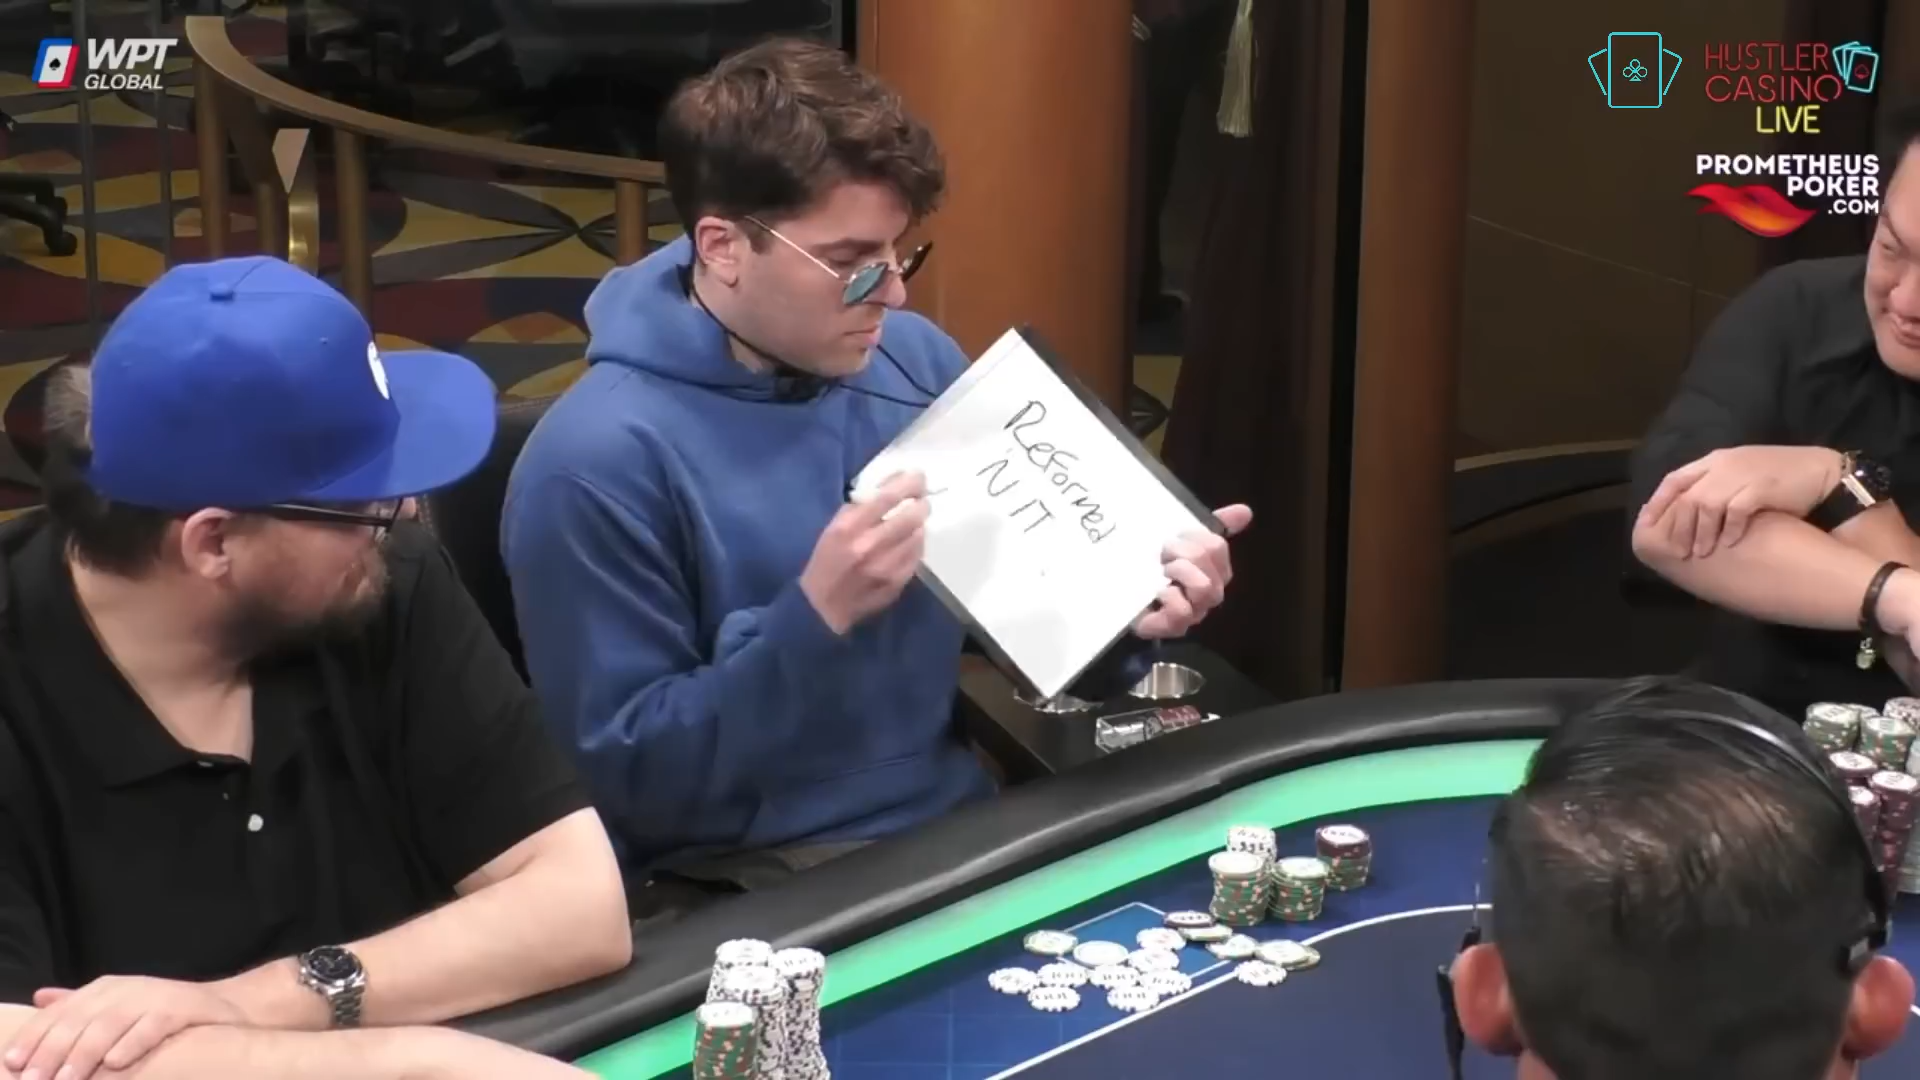 WPT
GLOBAL
HUSTLER
CASINO
LIVE
PROMETHEUS
POKER
.COM
Reformed
NIT